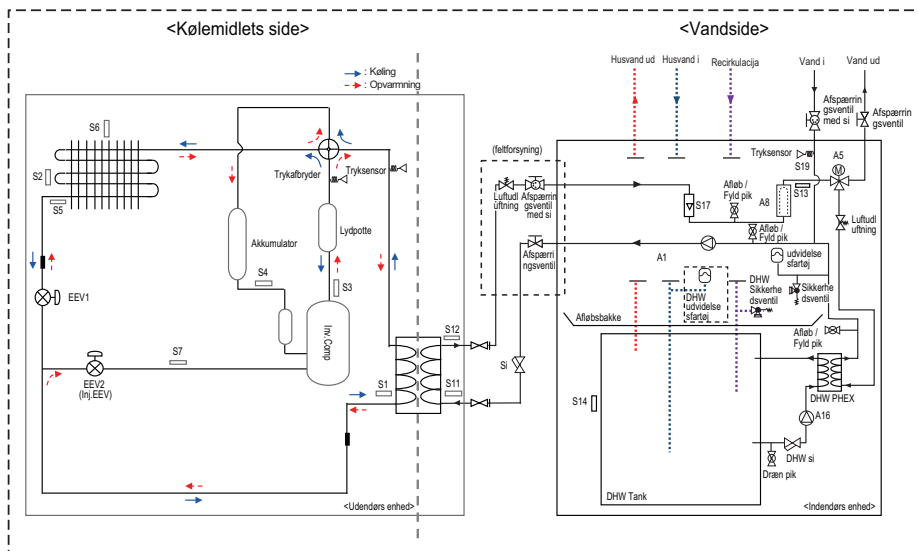 <Kølemidlets side>
<Vandside>
: Køling
: Opvarmning
Husvand ud
Husvand i
Recirkulacija
Vand i
Vand ud
Afspærrin
gsventil
med si
Afspærrin
gsventil
S6
S2
S5
Trykafbryder
Tryksensor
(feltforsyning)
Luftudl
uftning
Afspærrin
gsventil
med si
Tryksensor
S19
A5
M
S13
S17
Afløb /
Fyld pik
A8
Luftudl
uftning
Akkumulator
Lydpotte
S4
S3
Afspærri
ngsventil
A1
Afløb /
Fyld pik
udvidelse
sfartøj
DHW
udvidelse
sfartøj
DHW
Sikkerhe
dsventil
Sikkerhe
dsventil
EEV1
Inv.Comp
Afløbsbakke
S12
Si
Afløb /
Fyld pik
EEV2
(Inj.EEV)
S7
S1
S11
DHW PHEX
S14
A16
DHW si
Dræn pik
DHW Tank
<Udendørs enhed>
<Indendørs enhed>